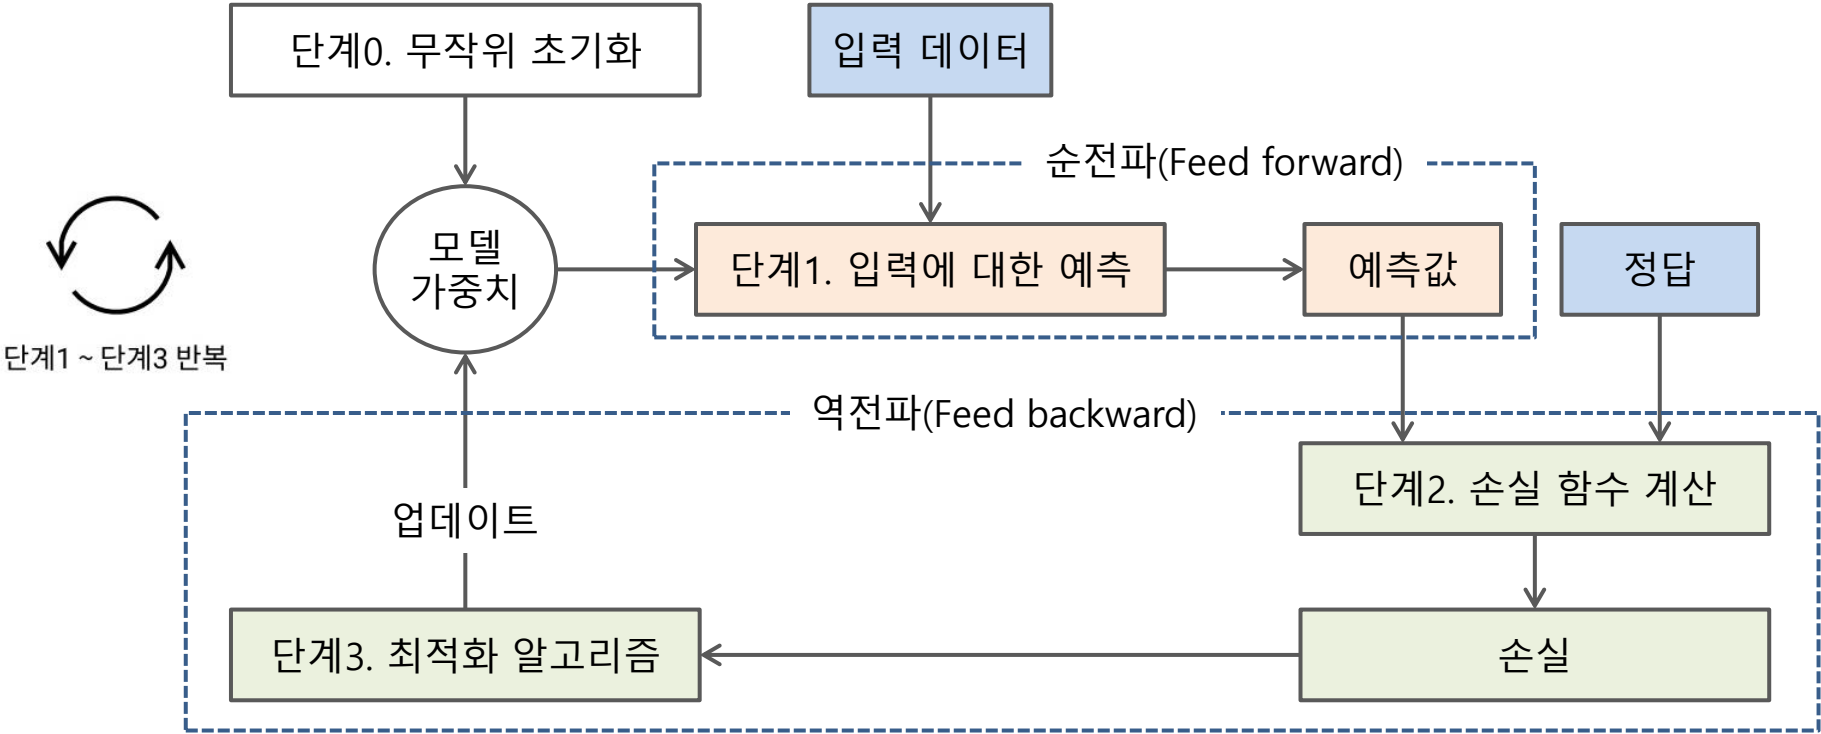 단계0. 무작위 초기화
입력 데이터
순전파(Feed forward)
모델
가중치
단계1. 입력에 대한 예측
예측값
정답
단계1 ~ 단계3 반복
역전파(Feed backward)
단계2. 손실 함수 계산
업데이트
단계3. 최적화 알고리즘
손실